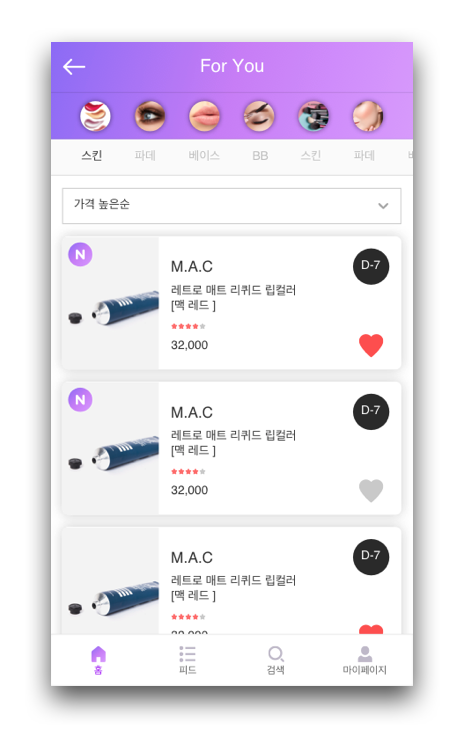 For You
스킨 파데 베이스 BB 스킨 파데
가격 높은순
N
M.A.C
D-7
레트로 매트 리퀴드 립컬러
[맥 레드 ]
32,000
N
M.A.C
D-7
레트로 매트 리퀴드 립컬러
[맥 레드 ]
32,000
M.A.C
D-7
레트로 매트 리퀴드 립컬러
[맥 레드 ]
32,000
홈 피드 검색 마이페이지